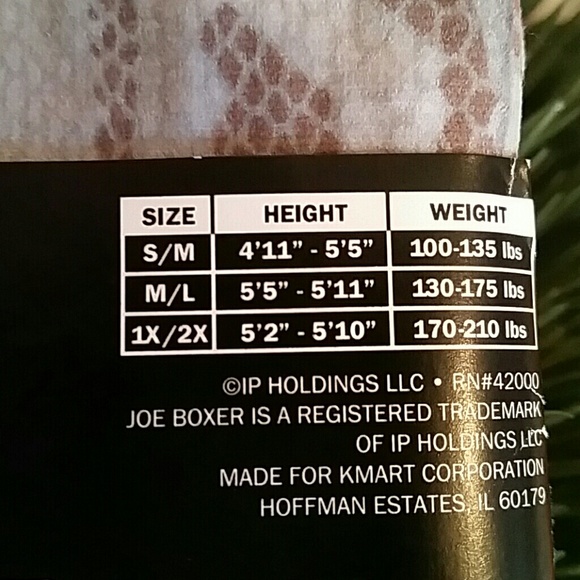 SIZE HEIGHT WEIGHT
S/M 4'11" - 5'5" 100-135 lbs
M/L 5'5" - 5'11" 130-175 lbs
1X/2X 5'2" - 5'10" 170-210 lbs
©IP HOLDINGS LLC • RN#42000
JOE BOXER IS A REGISTERED TRADEMARK
OF IP HOLDINGS LLC
MADE FOR KMART CORPORATION
HOFFMAN ESTATES, IL 60179